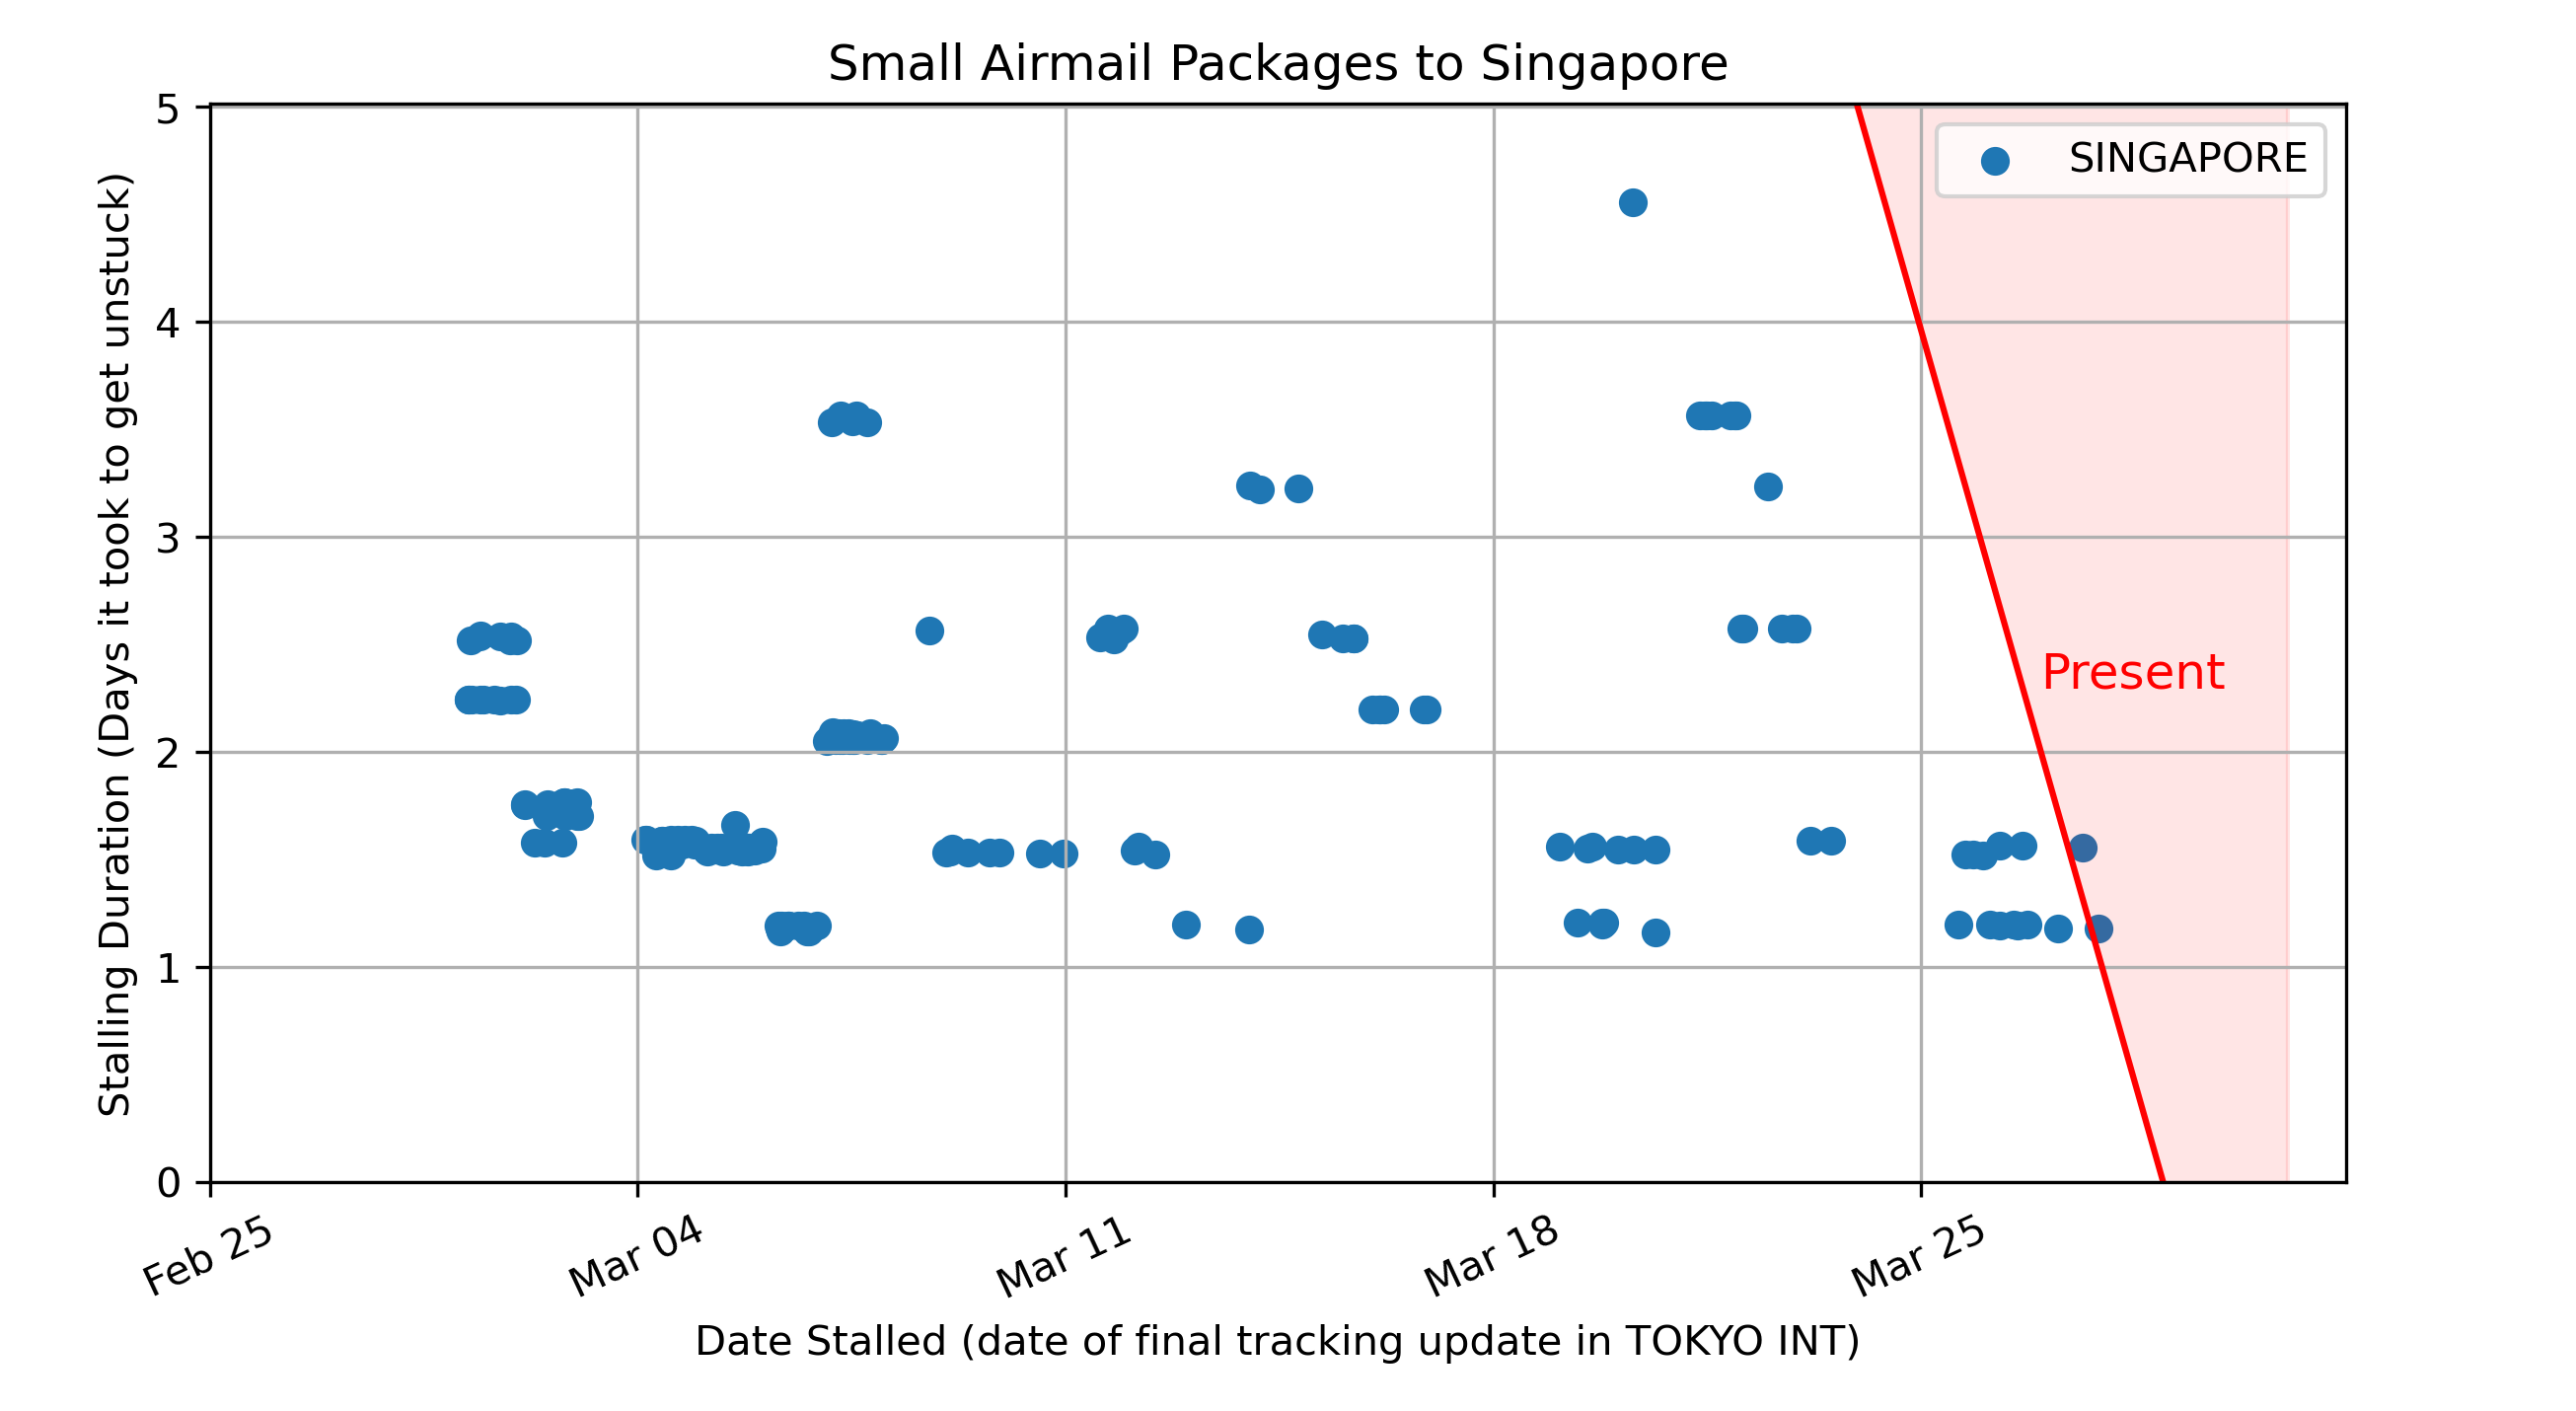 Small Airmail Packages to Singapore
SINGAPORE
5
4
3
2
1
0
Stalling Duration (Days it took to get unstuck)
Present
Feb 25
Mar 04
Mar 11
Mar 18
Mar 25
Date Stalled (date of final tracking update in TOKYO INT)